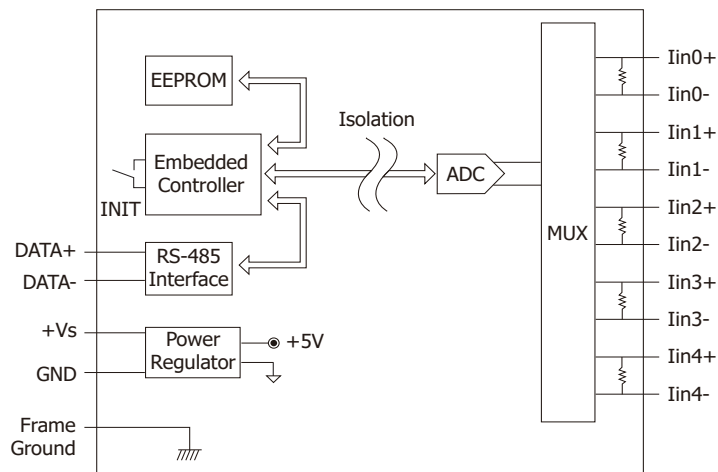 EEPROM
Isolation
Embedded
Controller
INIT
ADC
MUX
DATA+
DATA-
RS-485
Interface
+Vs
GND
Power
Regulator
+5V
Frame
Ground
Iin0+
Iin0-
Iin1+
Iin1-
Iin2+
Iin2-
Iin3+
Iin3-
Iin4+
Iin4-